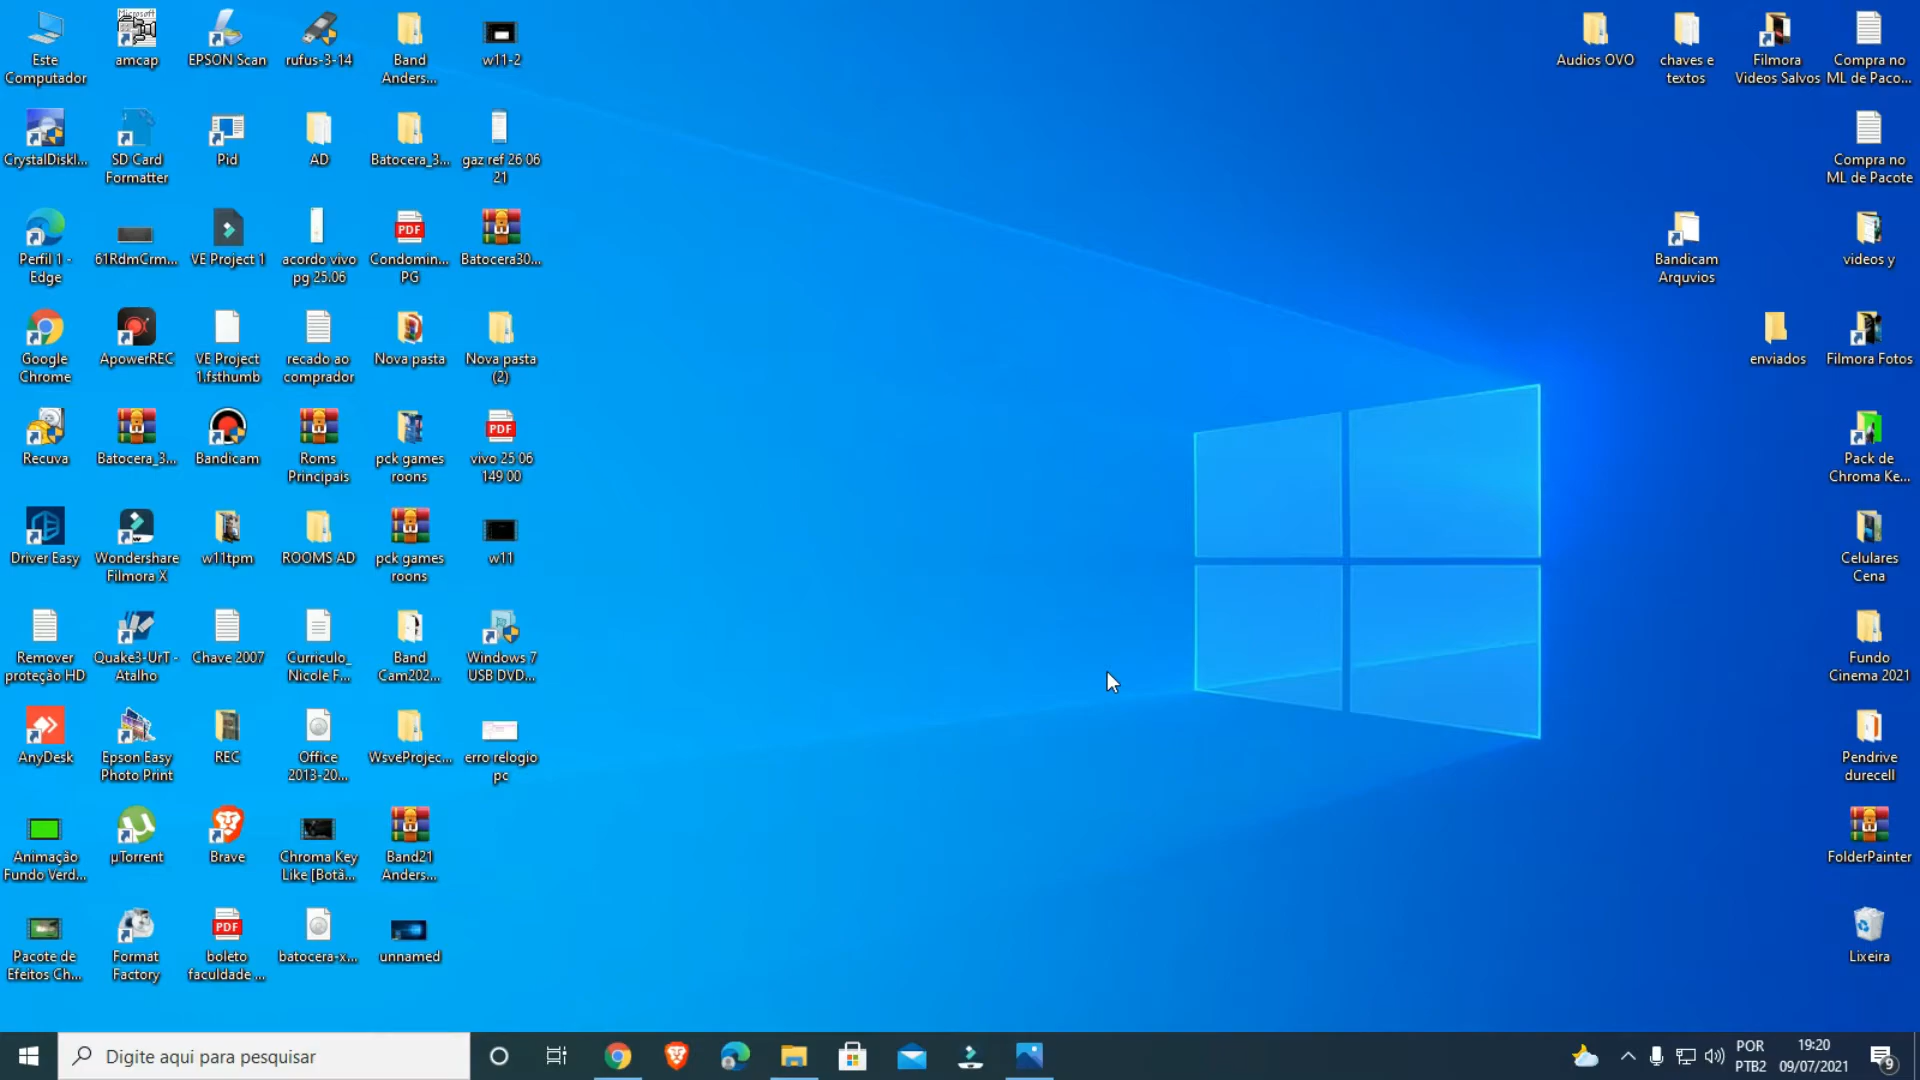 Este
Computador
amcap
EPSON Scan
rufus-3-14
Band
Anders...
w11-2
Audios OVO
chaves e
textos
Filmora
Videos Salvos
Compra no
ML de Paco...
CrystalDiskI...
SD Card
Formatter
Pid
AD
Batocera_3...
gaz ref 26 06
21
Compra no
ML de Pacote
Perfil 1 -
Edge
61RdmCrm...
VE Project 1
acordo vivo
pg 25.06
PDF
Condomin...
PG
Batocera30...
Bandicam
Arquvios
videos y
Google
Chrome
ApowerREC
VE Project
1.fsthumb
recado ao
comprador
Nova pasta
Nova pasta
(2)
enviados
Filmora Fotos
Recuva
Batocera_3...
Bandicam
Roms
Principais
pck games
roons
PDF
vivo 25 06
149 00
Pack de
Chroma Ke...
Driver Easy
Wondershare
Filmora X
w11tpm
ROOMS AD
pck games
roons
w11
Celulares
Cena
Remover
proteção HD
Quake3-UrT -
Atalho
Chave 2007
Curriculo_
Nicole F...
Band
Cam202...
Windows 7
USB DVD...
Fundo
Cinema 2021
AnyDesk
Epson Easy
Photo Print
REC
Office
2013-20...
WsveProjec...
erro relogio
pc
Pendrive
durecell
Animação
Fundo Verd...
µTorrent
Brave
Chroma Key
Like [Botã...
Band21
Anders...
FolderPainter
Pacote de
Efeitos Ch...
Format
Factory
PDF
boleto
faculdade ...
batocera-x...
unnamed
Lixeira
Digite aqui para pesquisar
POR
PTB2
19:20
09/07/2021
9